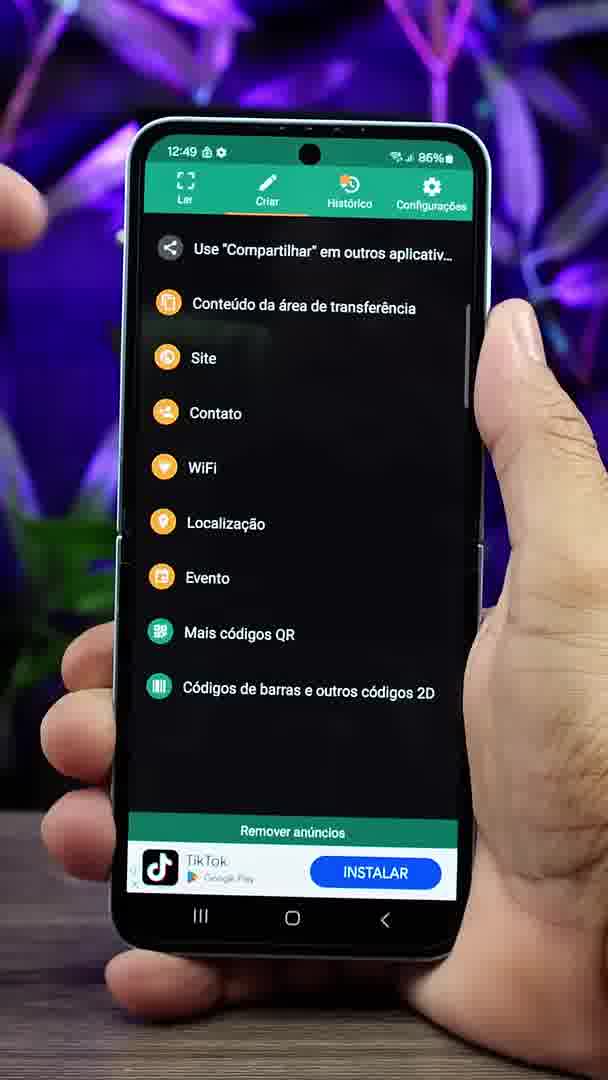 12:49
86%
Ler
Criar
Histórico
Configurações
Use "Compartilhar" em outros aplicativ...
Conteúdo da área de transferência
Site
Contato
WiFi
Localização
Evento
Mais códigos QR
Códigos de barras e outros códigos 2D
Remover anúncios
TikTok
Google Play
INSTALAR